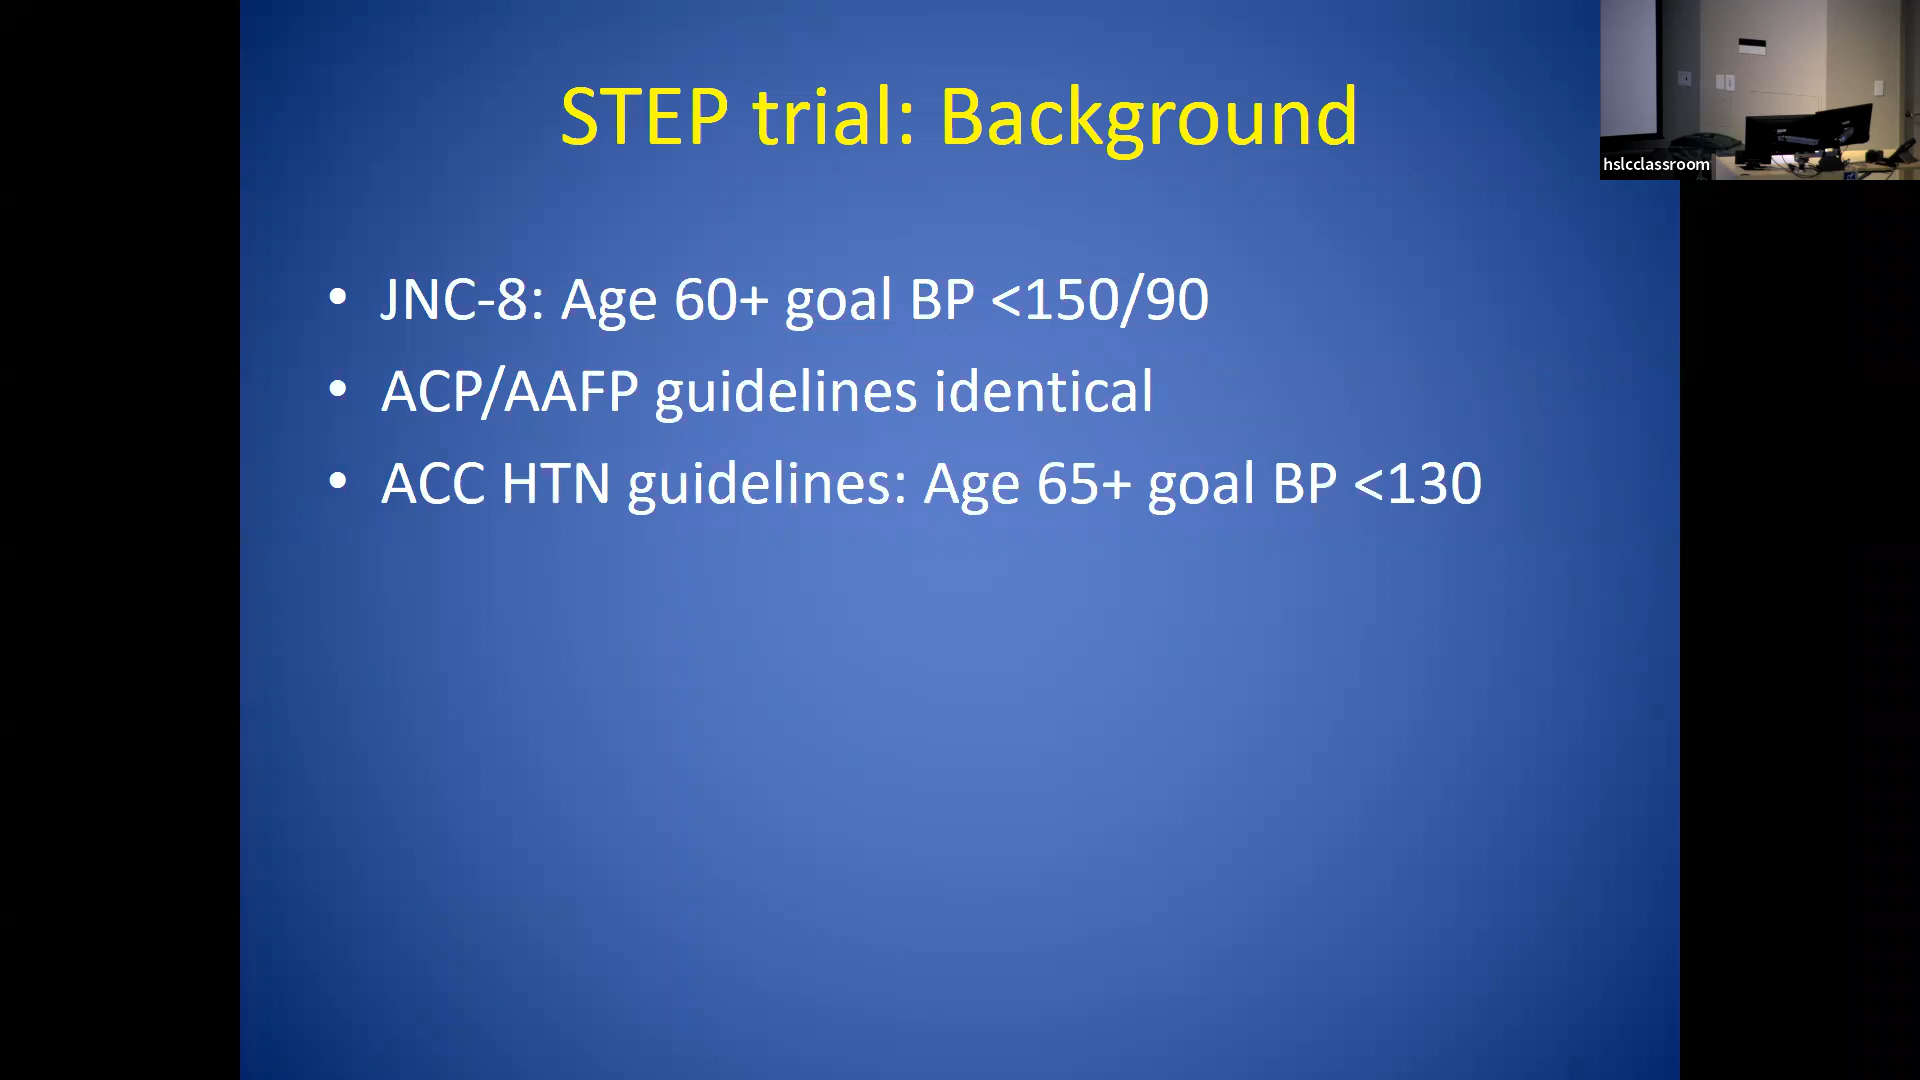 STEP trial: Background
hslcclassroom
• JNC-8: Age 60+ goal BP <150/90
• ACP/AAFP guidelines identical
• ACC HTN guidelines: Age 65+ goal BP <130